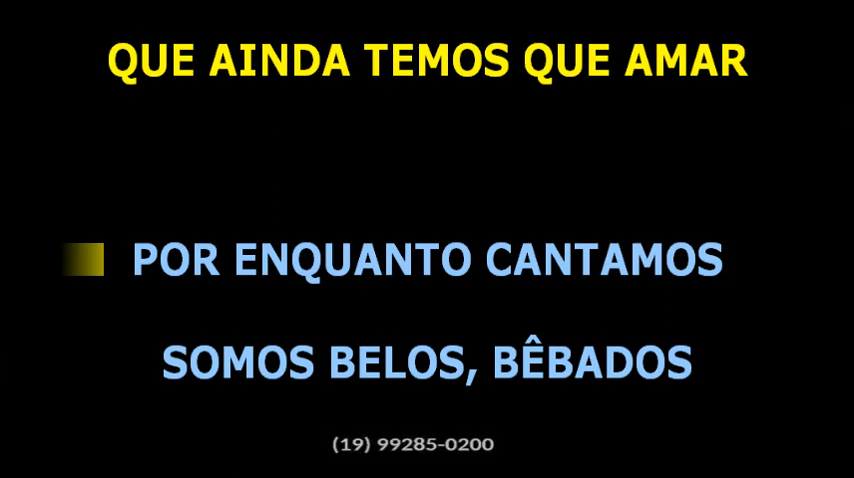 QUE AINDA TEMOS QUE AMAR
POR ENQUANTO CANTAMOS
SOMOS BELOS, BÊBADOS
(19) 99285-0200